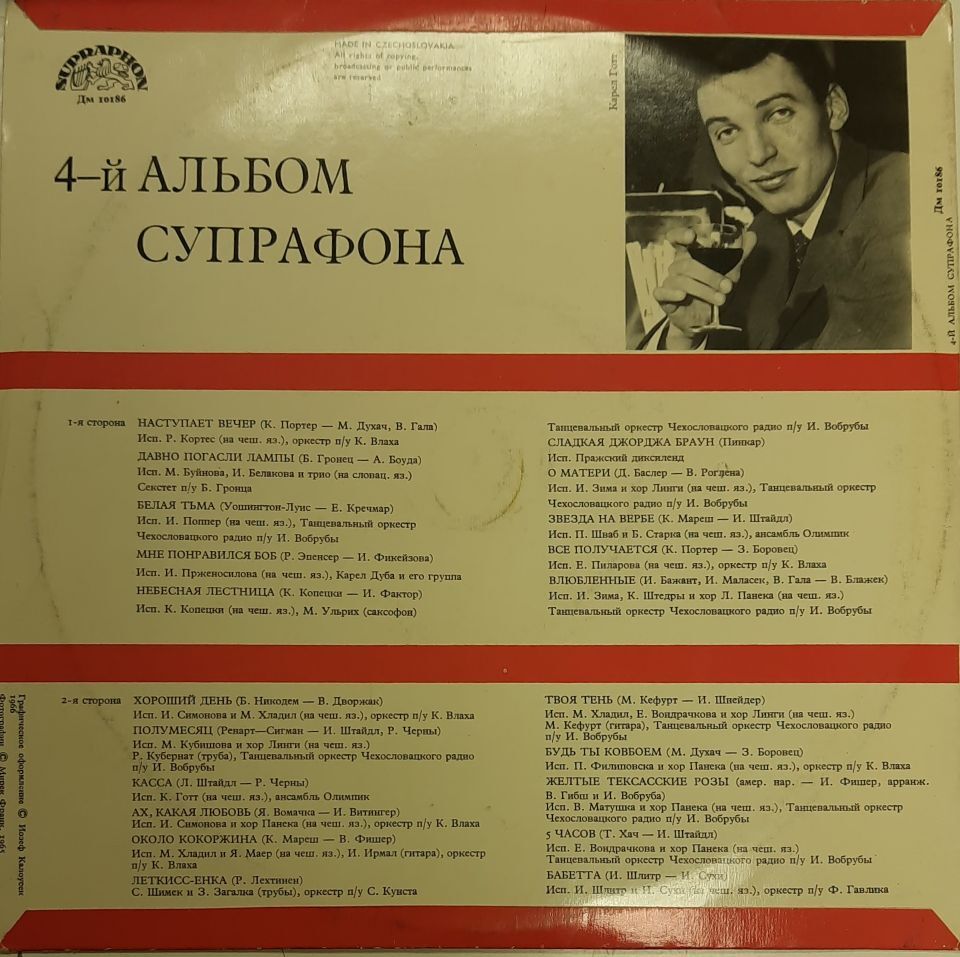 SUPRAPHON
Дм 10186
MADE IN CZECHOSLOVAKIA
All rights of copying,
broadcasting or public performances
are reserved
Карел Готт
4-й АЛЬБОМ
СУПРАФОНА
4-Й АЛЬБОМ СУПРАФОНА Дм 10186
1-я сторона НАСТУПАЕТ ВЕЧЕР (К. Портер — М. Духач, В. Гала)
Исп. Р. Кортес (на чеш. яз.), оркестр п/у К. Влаха
ДАВНО ПОГАСЛИ ЛАМПЫ (Б. Гронец — А. Боуда)
Исп. М. Буйнова, И. Белакова и трио (на словац. яз.)
Секстет п/у Б. Гронца
БЕЛАЯ ТЬМА (Уошингтон-Луис — Е. Кречмар)
Исп. И. Поппер (на чеш. яз.), Танцевальный оркестр
Чехословацкого радио п/у И. Вобрубы
МНЕ ПОНРАВИЛСЯ БОБ (Р. Эпенсер — И. Фикейзова)
Исп. И. Прженосилова (на чеш. яз.), Карел Дуба и его группа
НЕБЕСНАЯ ЛЕСТНИЦА (К. Копецки — И. Фактор)
Исп. К. Копецки (на чеш. яз.), М. Ульрих (саксофон)
Танцевальный оркестр Чехословацкого радио п/у И. Вобрубы
СЛАДКАЯ ДЖОРДЖА БРАУН (Пинкар)
Исп. Пражский диксиленд
О МАТЕРИ (Д. Баслер — В. Роглена)
Исп. И. Зима и хор Линги (на чеш. яз.), Танцевальный оркестр
Чехословацкого радио п/у И. Вобрубы
ЗВЕЗДА НА ВЕРБЕ (К. Мареш — И. Штайдл)
Исп. П. Шваб и Б. Старка (на чеш. яз.), ансамбль Олимпик
ВСЕ ПОЛУЧАЕТСЯ (К. Портер — З. Боровец)
Исп. Е. Пиларова (на чеш. яз.), оркестр п/у К. Влаха
ВЛЮБЛЕННЫЕ (И. Бажант, И. Маласек, В. Гала — В. Блажек)
Исп. И. Зима, К. Штедры и хор Л. Панека (на чеш. яз.)
Танцевальный оркестр Чехословацкого радио п/у И. Вобрубы
2-я сторона ХОРОШИЙ ДЕНЬ (Б. Никодем — В. Дворжак)
Исп. И. Симонова и М. Хладил (на чеш. яз.), оркестр п/у К. Влаха
ПОЛУМЕСЯЦ (Ренарт—Сигман — И. Штайдл, Р. Черны)
Исп. М. Кубишова и хор Линги (на чеш. яз.)
Р. Кубернат (труба), Танцевальный оркестр Чехословацкого радио
п/у И. Вобрубы
КАССА (Л. Штайдл — Р. Черны)
Исп. К. Готт (на чеш. яз.), ансамбль Олимпик
АХ, КАКАЯ ЛЮБОВЬ (Я. Вомачка — И. Витингер)
Исп. И. Симонова и хор Панека (на чеш. яз.), оркестр п/у К. Влаха
ОКОЛО КОКОРЖИНА (К. Мареш — В. Фишер)
Исп. М. Хладил и Я. Маер (на чеш. яз.), И. Ирмал (гитара), оркестр
п/у К. Влаха
ЛЕТКИСС-ЕНКА (Р. Лехтинен)
С. Шимек и З. Загалка (трубы), оркестр п/у С. Кунста
ТВОЯ ТЕНЬ (М. Кефурт — И. Шнейдер)
Исп. М. Хладил, Е. Вондрачкова и хор Линги (на чеш. яз.)
М. Кефурт (гитара), Танцевальный оркестр Чехословацкого радио
п/у И. Вобрубы
БУДЬ ТЫ КОВБОЕМ (М. Духач — З. Боровец)
Исп. П. Филиповска и хор Панека (на чеш. яз.), оркестр п/у К. Влаха
ЖЕЛТЫЕ ТЕКСАССКИЕ РОЗЫ (амер. нар. — И. Фишер, арранж.
В. Гибш и И. Вобруба)
Исп. В. Матушка и хор Панека (на чеш. яз.), Танцевальный оркестр
Чехословацкого радио п/у И. Вобрубы
5 ЧАСОВ (Т. Хач — И. Штайдл)
Исп. Е. Вондрачкова и хор Панека (на чеш. яз.)
Танцевальный оркестр Чехословацкого радио п/у И. Вобрубы
БАБЕТТА (И. Шлитр — И. Сухи)
Исп. И. Шлитр и И. Сухи (на чеш. яз.), оркестр п/у Ф. Гавлика
Графическое оформление © Иозеф Калоусек
1966
Фотографии © Мирек Франк, 1965